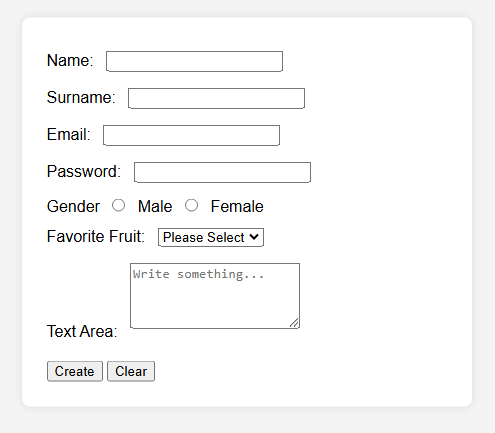 Name:
Surname:
Email:
Password:
Gender Male Female
Favorite Fruit: Please Select
Write something...
Text Area:
Create Clear